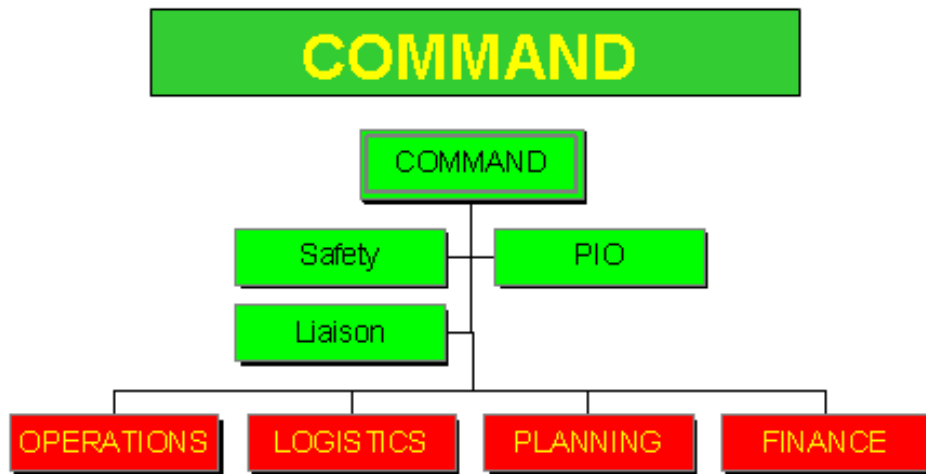 COMMAND
COMMAND
Safety
PIO
Liaison
OPERATIONS
LOGISTICS
PLANNING
FINANCE